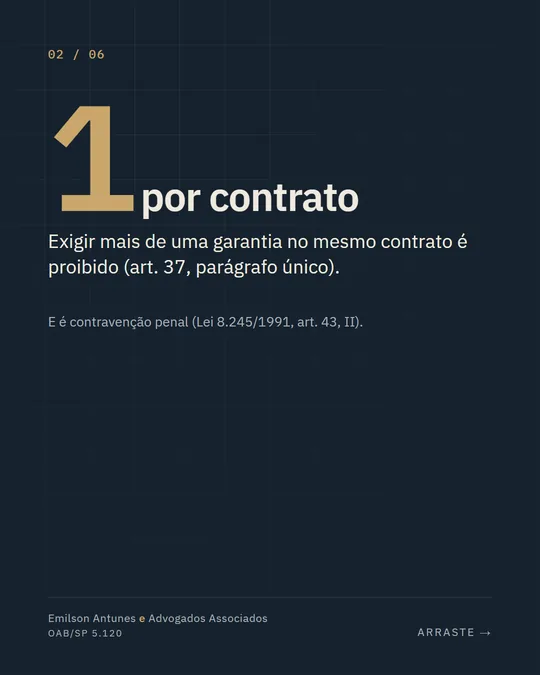 02 / 06
1 por contrato
Exigir mais de uma garantia no mesmo contrato é
proibido (art. 37, parágrafo único).
E é contravenção penal (Lei 8.245/1991, art. 43, II).
Emilson Antunes e Advogados Associados
OAB/SP 5.120
ARRASTE →